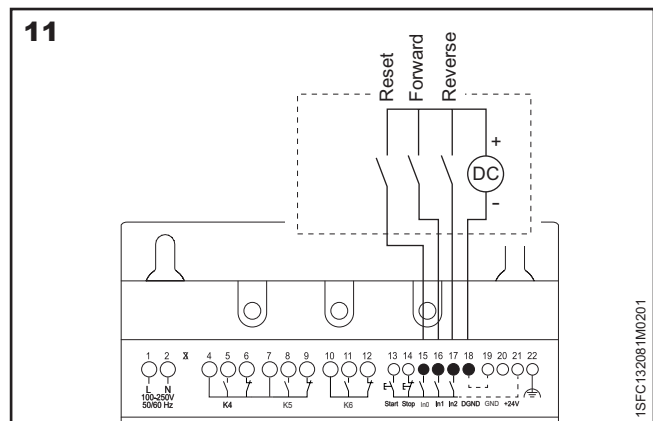 11
Reset
Forward
Reverse
+
DC
-
1 2 X 4 5 6 7 8 9 10 11 12 13 14 15 16 17 18 19 20 21 22
L N
100-250V
50/60 Hz
K4 K5 K6 Start Stop In0 In1 In2 DGND GND +24V
1SFC132081M0201